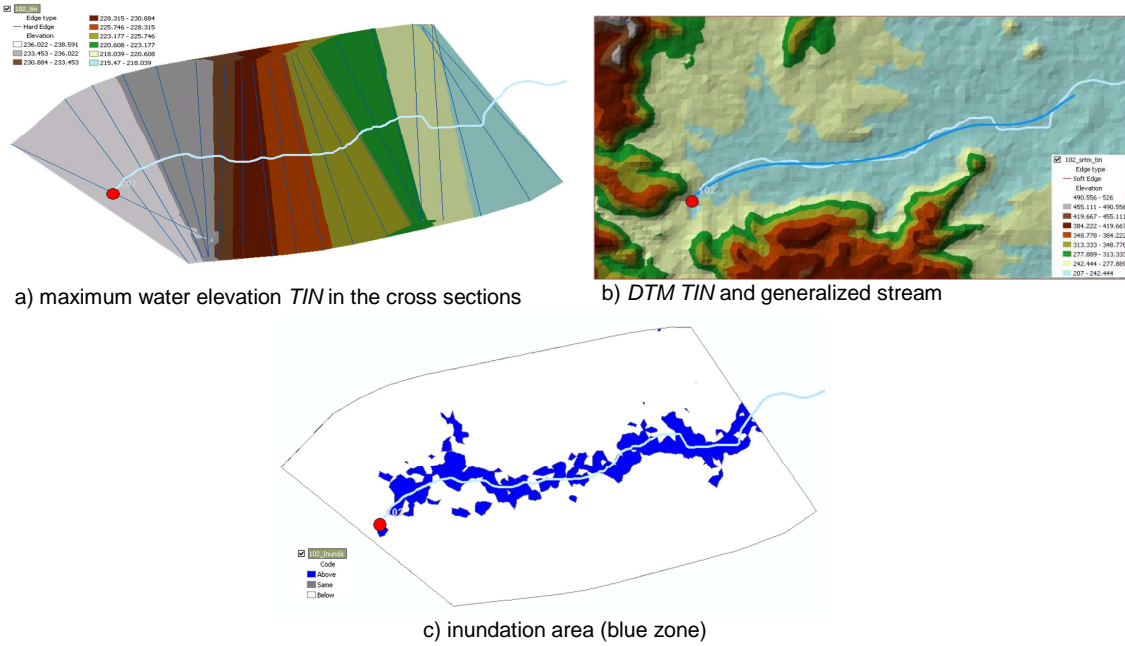 102_tin
Edge type
Hard Edge
Elevation
236.022 - 238.591
233.453 - 236.022
230.884 - 233.453
228.315 - 230.884
225.746 - 228.315
223.177 - 225.746
220.608 - 223.177
218.039 - 220.608
215.47 - 218.039
02
a) maximum water elevation TIN in the cross sections
102
102_srtm_tin
Edge type
Soft Edge
Elevation
490.556 - 526
455.111 - 490.556
419.667 - 455.111
384.222 - 419.667
348.778 - 384.222
313.333 - 348.778
277.889 - 313.333
242.444 - 277.889
207 - 242.444
b) DTM TIN and generalized stream
02
102_Inunda
Code
Above
Same
Below
c) inundation area (blue zone)